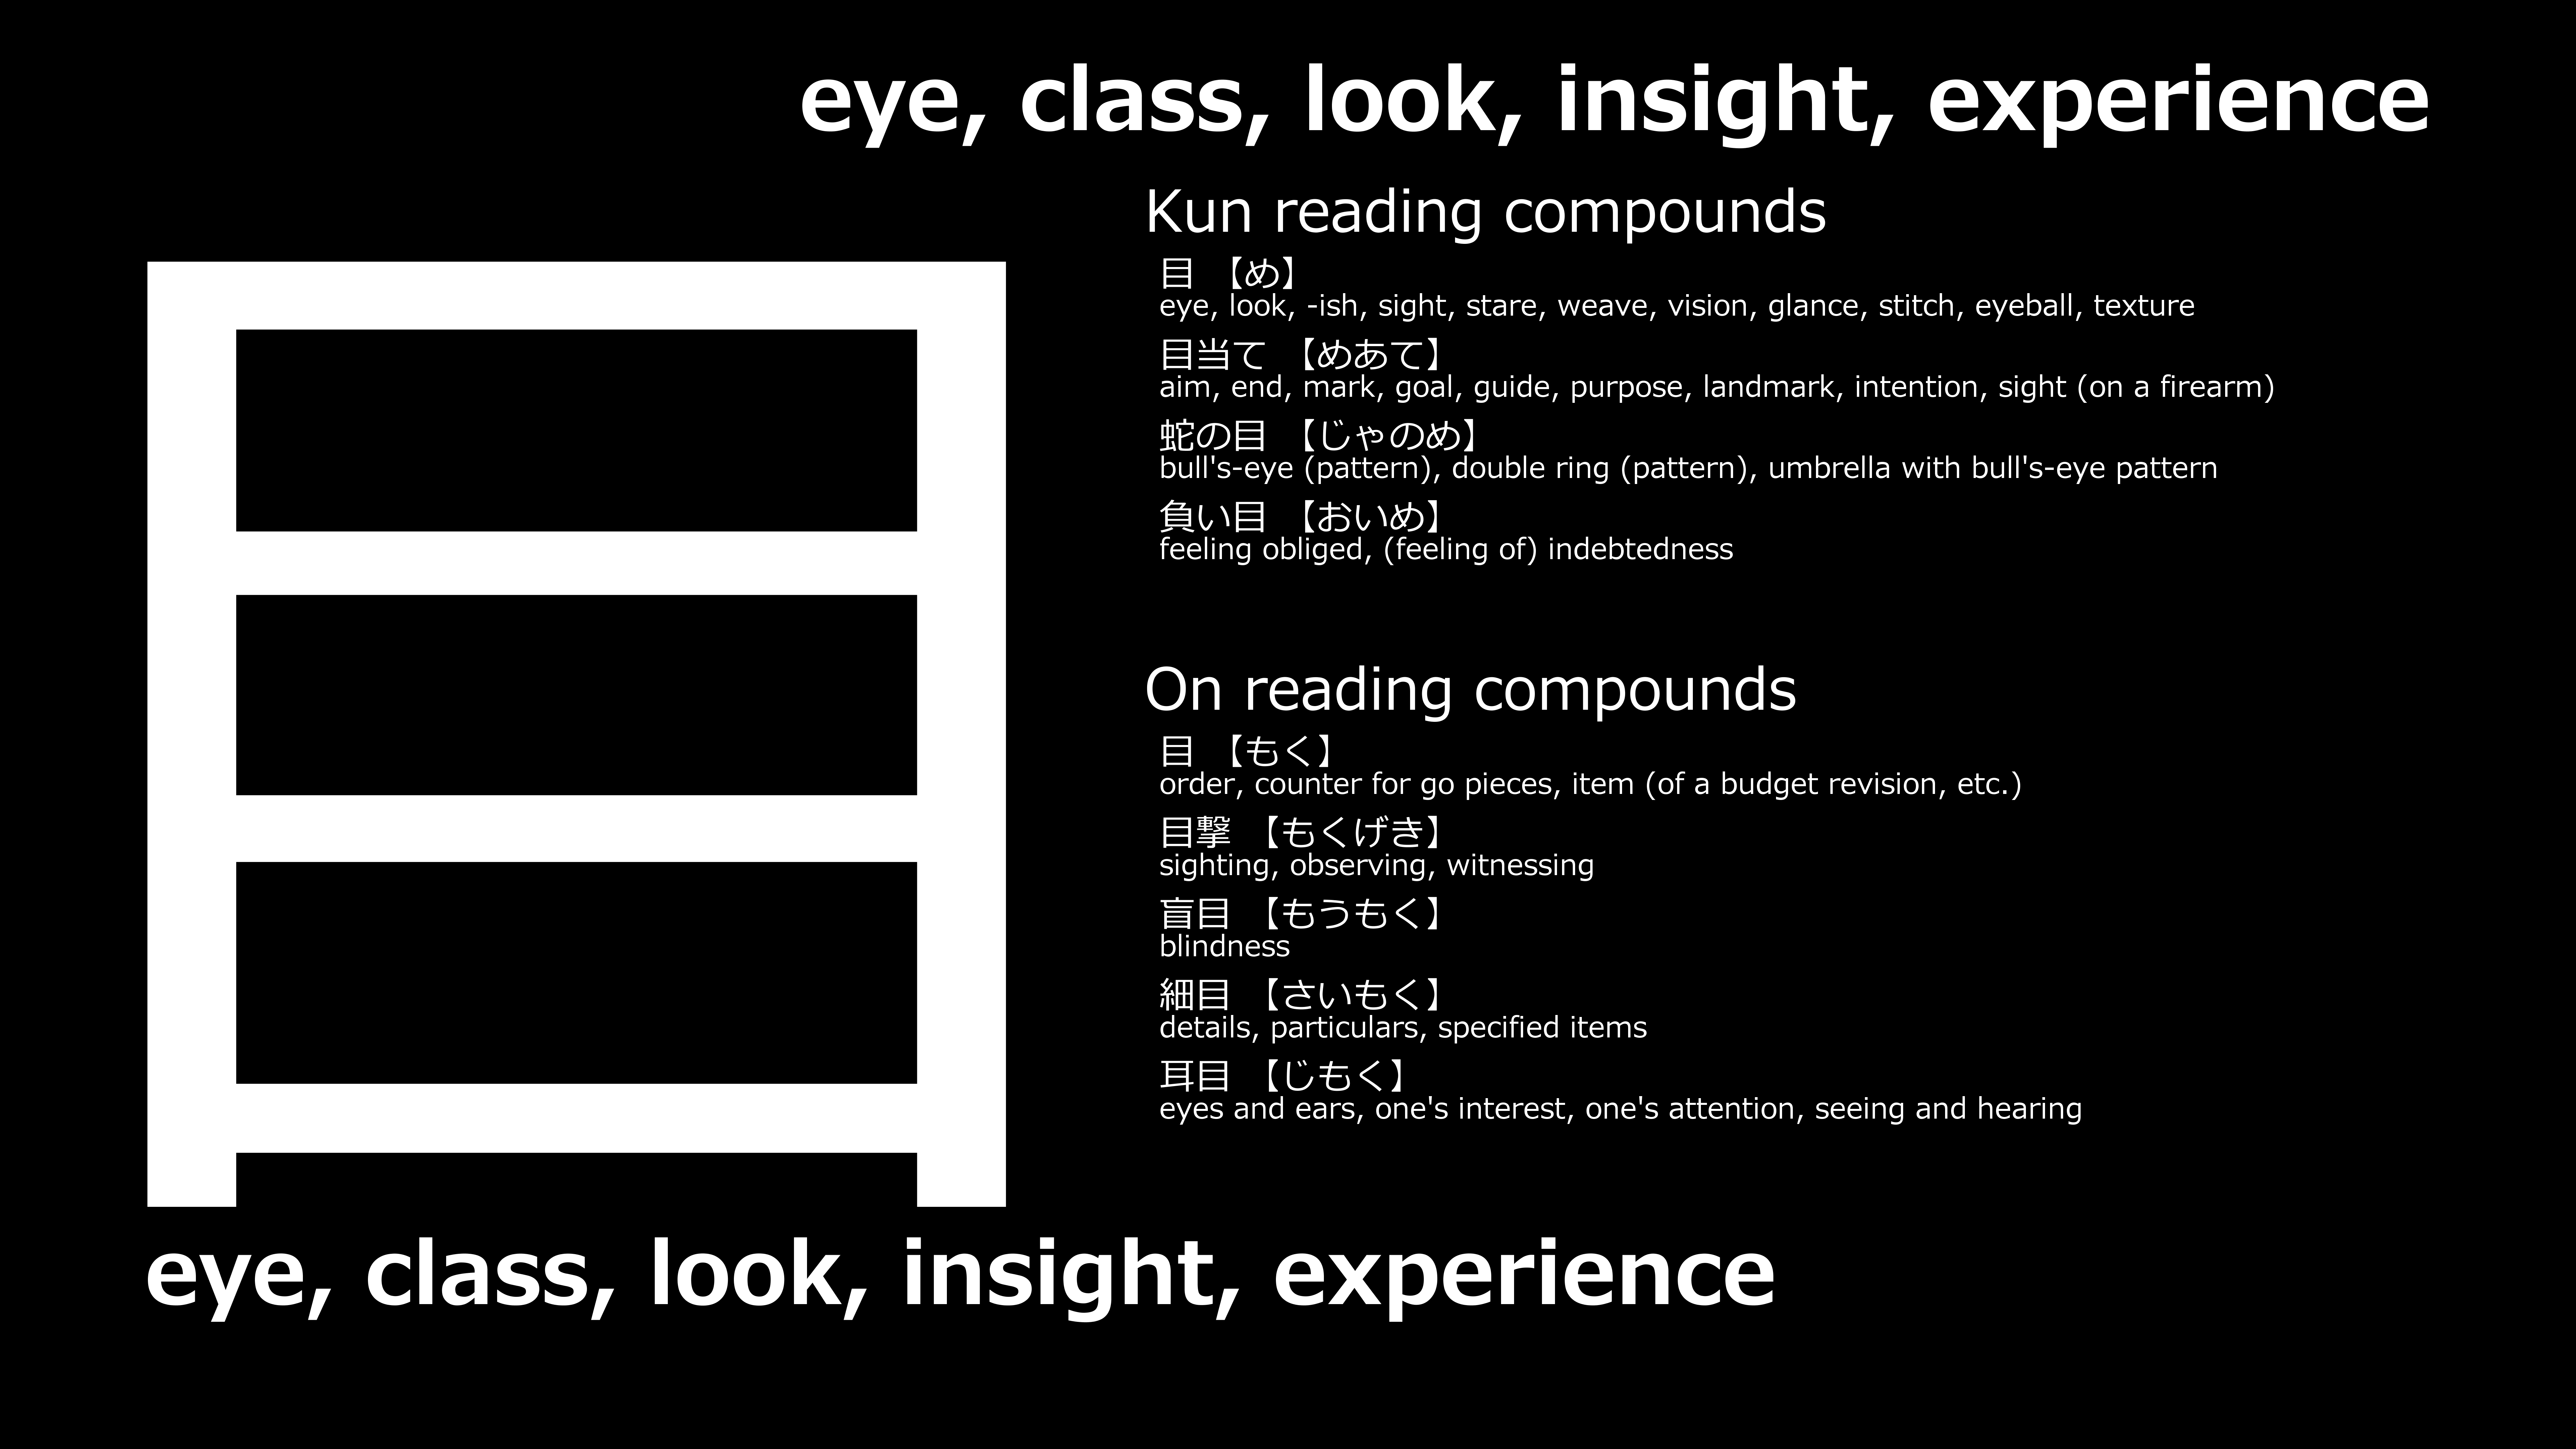 eye, class, look, insight, experience
目
Kun reading compounds
目 【め】
eye, look, -ish, sight, stare, weave, vision, glance, stitch, eyeball, texture
目当て 【めあて】
aim, end, mark, goal, guide, purpose, landmark, intention, sight (on a firearm)
蛇の目 【じゃのめ】
bull's-eye (pattern), double ring (pattern), umbrella with bull's-eye pattern
負い目 【おいめ】
feeling obliged, (feeling of) indebtedness
On reading compounds
目 【もく】
order, counter for go pieces, item (of a budget revision, etc.)
目撃 【もくげき】
sighting, observing, witnessing
盲目 【もうもく】
blindness
細目 【さいもく】
details, particulars, specified items
耳目 【じもく】
eyes and ears, one's interest, one's attention, seeing and hearing
eye, class, look, insight, experience